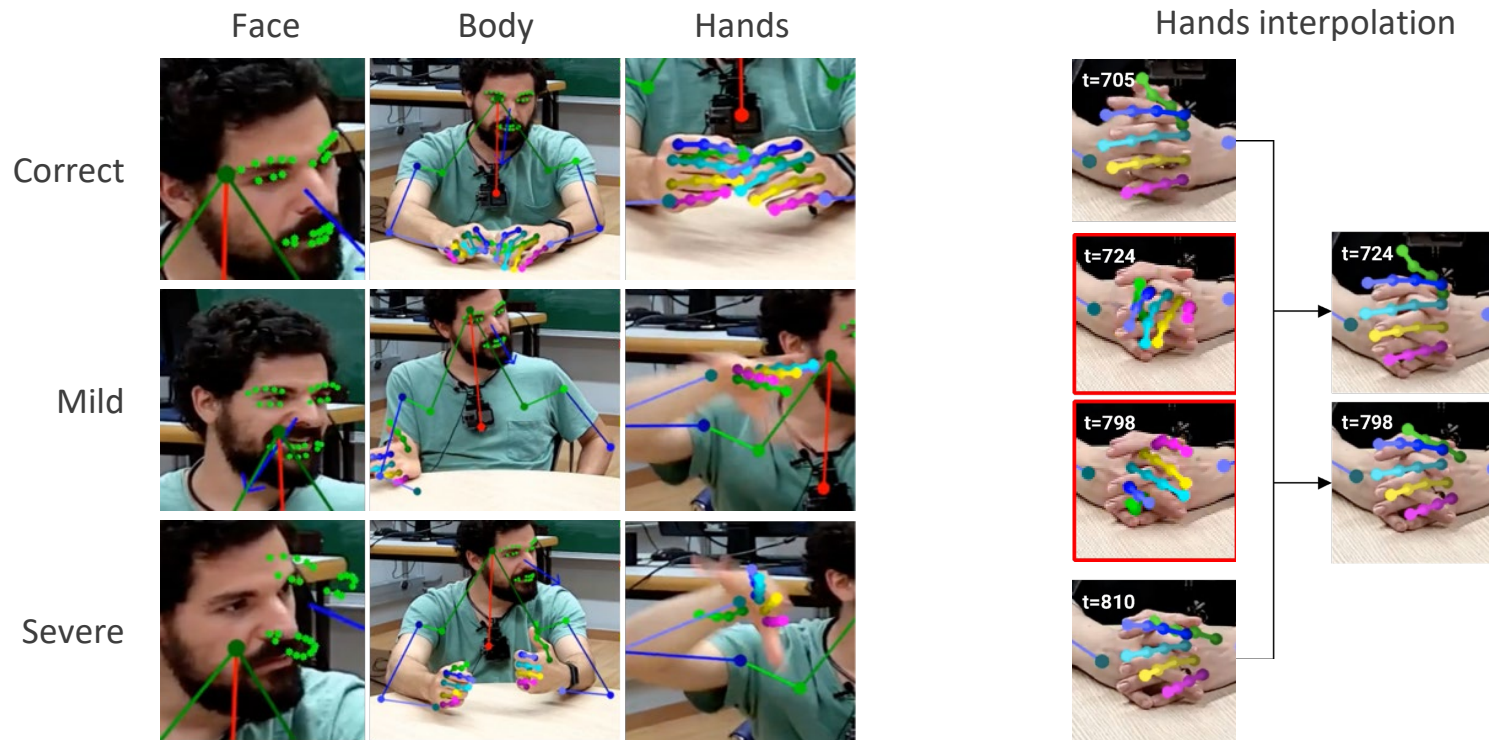 Face Body Hands Hands interpolation
Correct
Mild
Severe
t=705
t=724
t=724
t=798
t=798
t=810